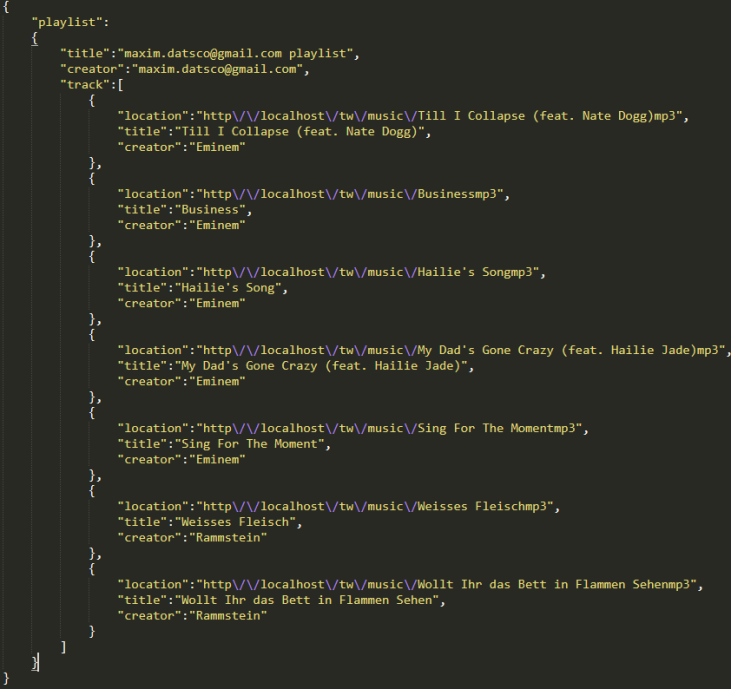 {
    "playlist":
    {
        "title":"maxim.datsco@gmail.com playlist",
        "creator":"maxim.datsco@gmail.com",
        "track":[
            {
                "location":"http\/\/localhost\/tw\/music\/Till I Collapse (feat. Nate Dogg)mp3",
                "title":"Till I Collapse (feat. Nate Dogg)",
                "creator":"Eminem"
            },
            {
                "location":"http\/\/localhost\/tw\/music\/Businessmp3",
                "title":"Business",
                "creator":"Eminem"
            },
            {
                "location":"http\/\/localhost\/tw\/music\/Hailie's Songmp3",
                "title":"Hailie's Song",
                "creator":"Eminem"
            },
            {
                "location":"http\/\/localhost\/tw\/music\/My Dad's Gone Crazy (feat. Hailie Jade)mp3",
                "title":"My Dad's Gone Crazy (feat. Hailie Jade)",
                "creator":"Eminem"
            },
            {
                "location":"http\/\/localhost\/tw\/music\/Sing For The Momentmp3",
                "title":"Sing For The Moment",
                "creator":"Eminem"
            },
            {
                "location":"http\/\/localhost\/tw\/music\/Weisses Fleischmp3",
                "title":"Weisses Fleisch",
                "creator":"Rammstein"
            },
            {
                "location":"http\/\/localhost\/tw\/music\/Wollt Ihr das Bett in Flammen Sehenmp3",
                "title":"Wollt Ihr das Bett in Flammen Sehen",
                "creator":"Rammstein"
            }
        ]
    }
}